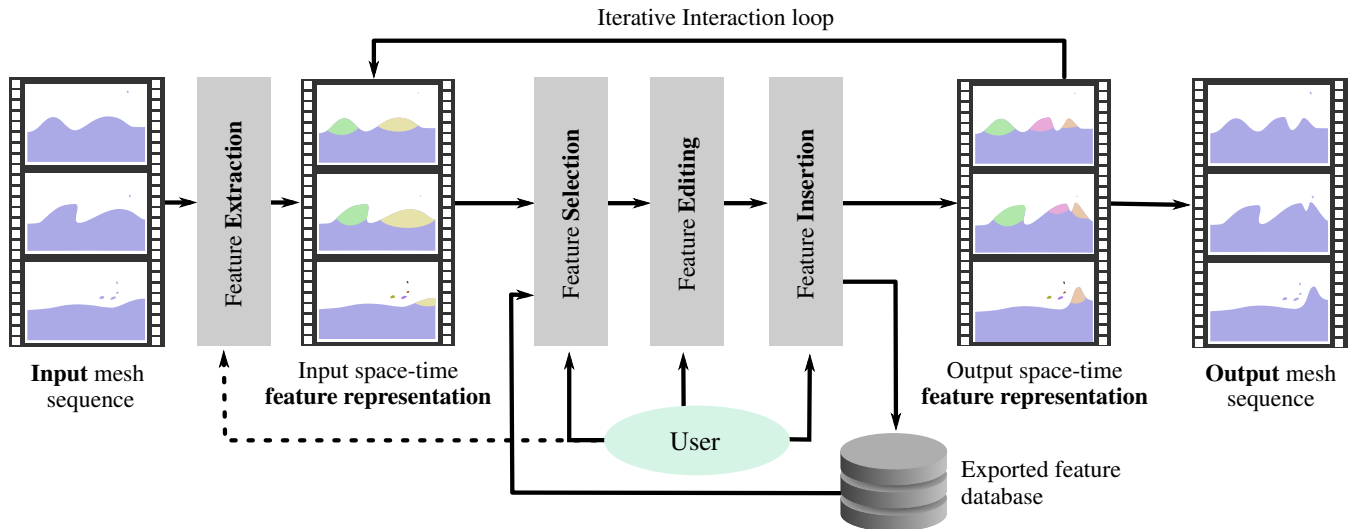 Iterative Interaction loop
Feature Extraction
Feature Selection
Feature Editing
Feature Insertion
Input mesh
sequence
Input space-time
feature representation
Output space-time
feature representation
Output mesh
sequence
User
Exported feature
database